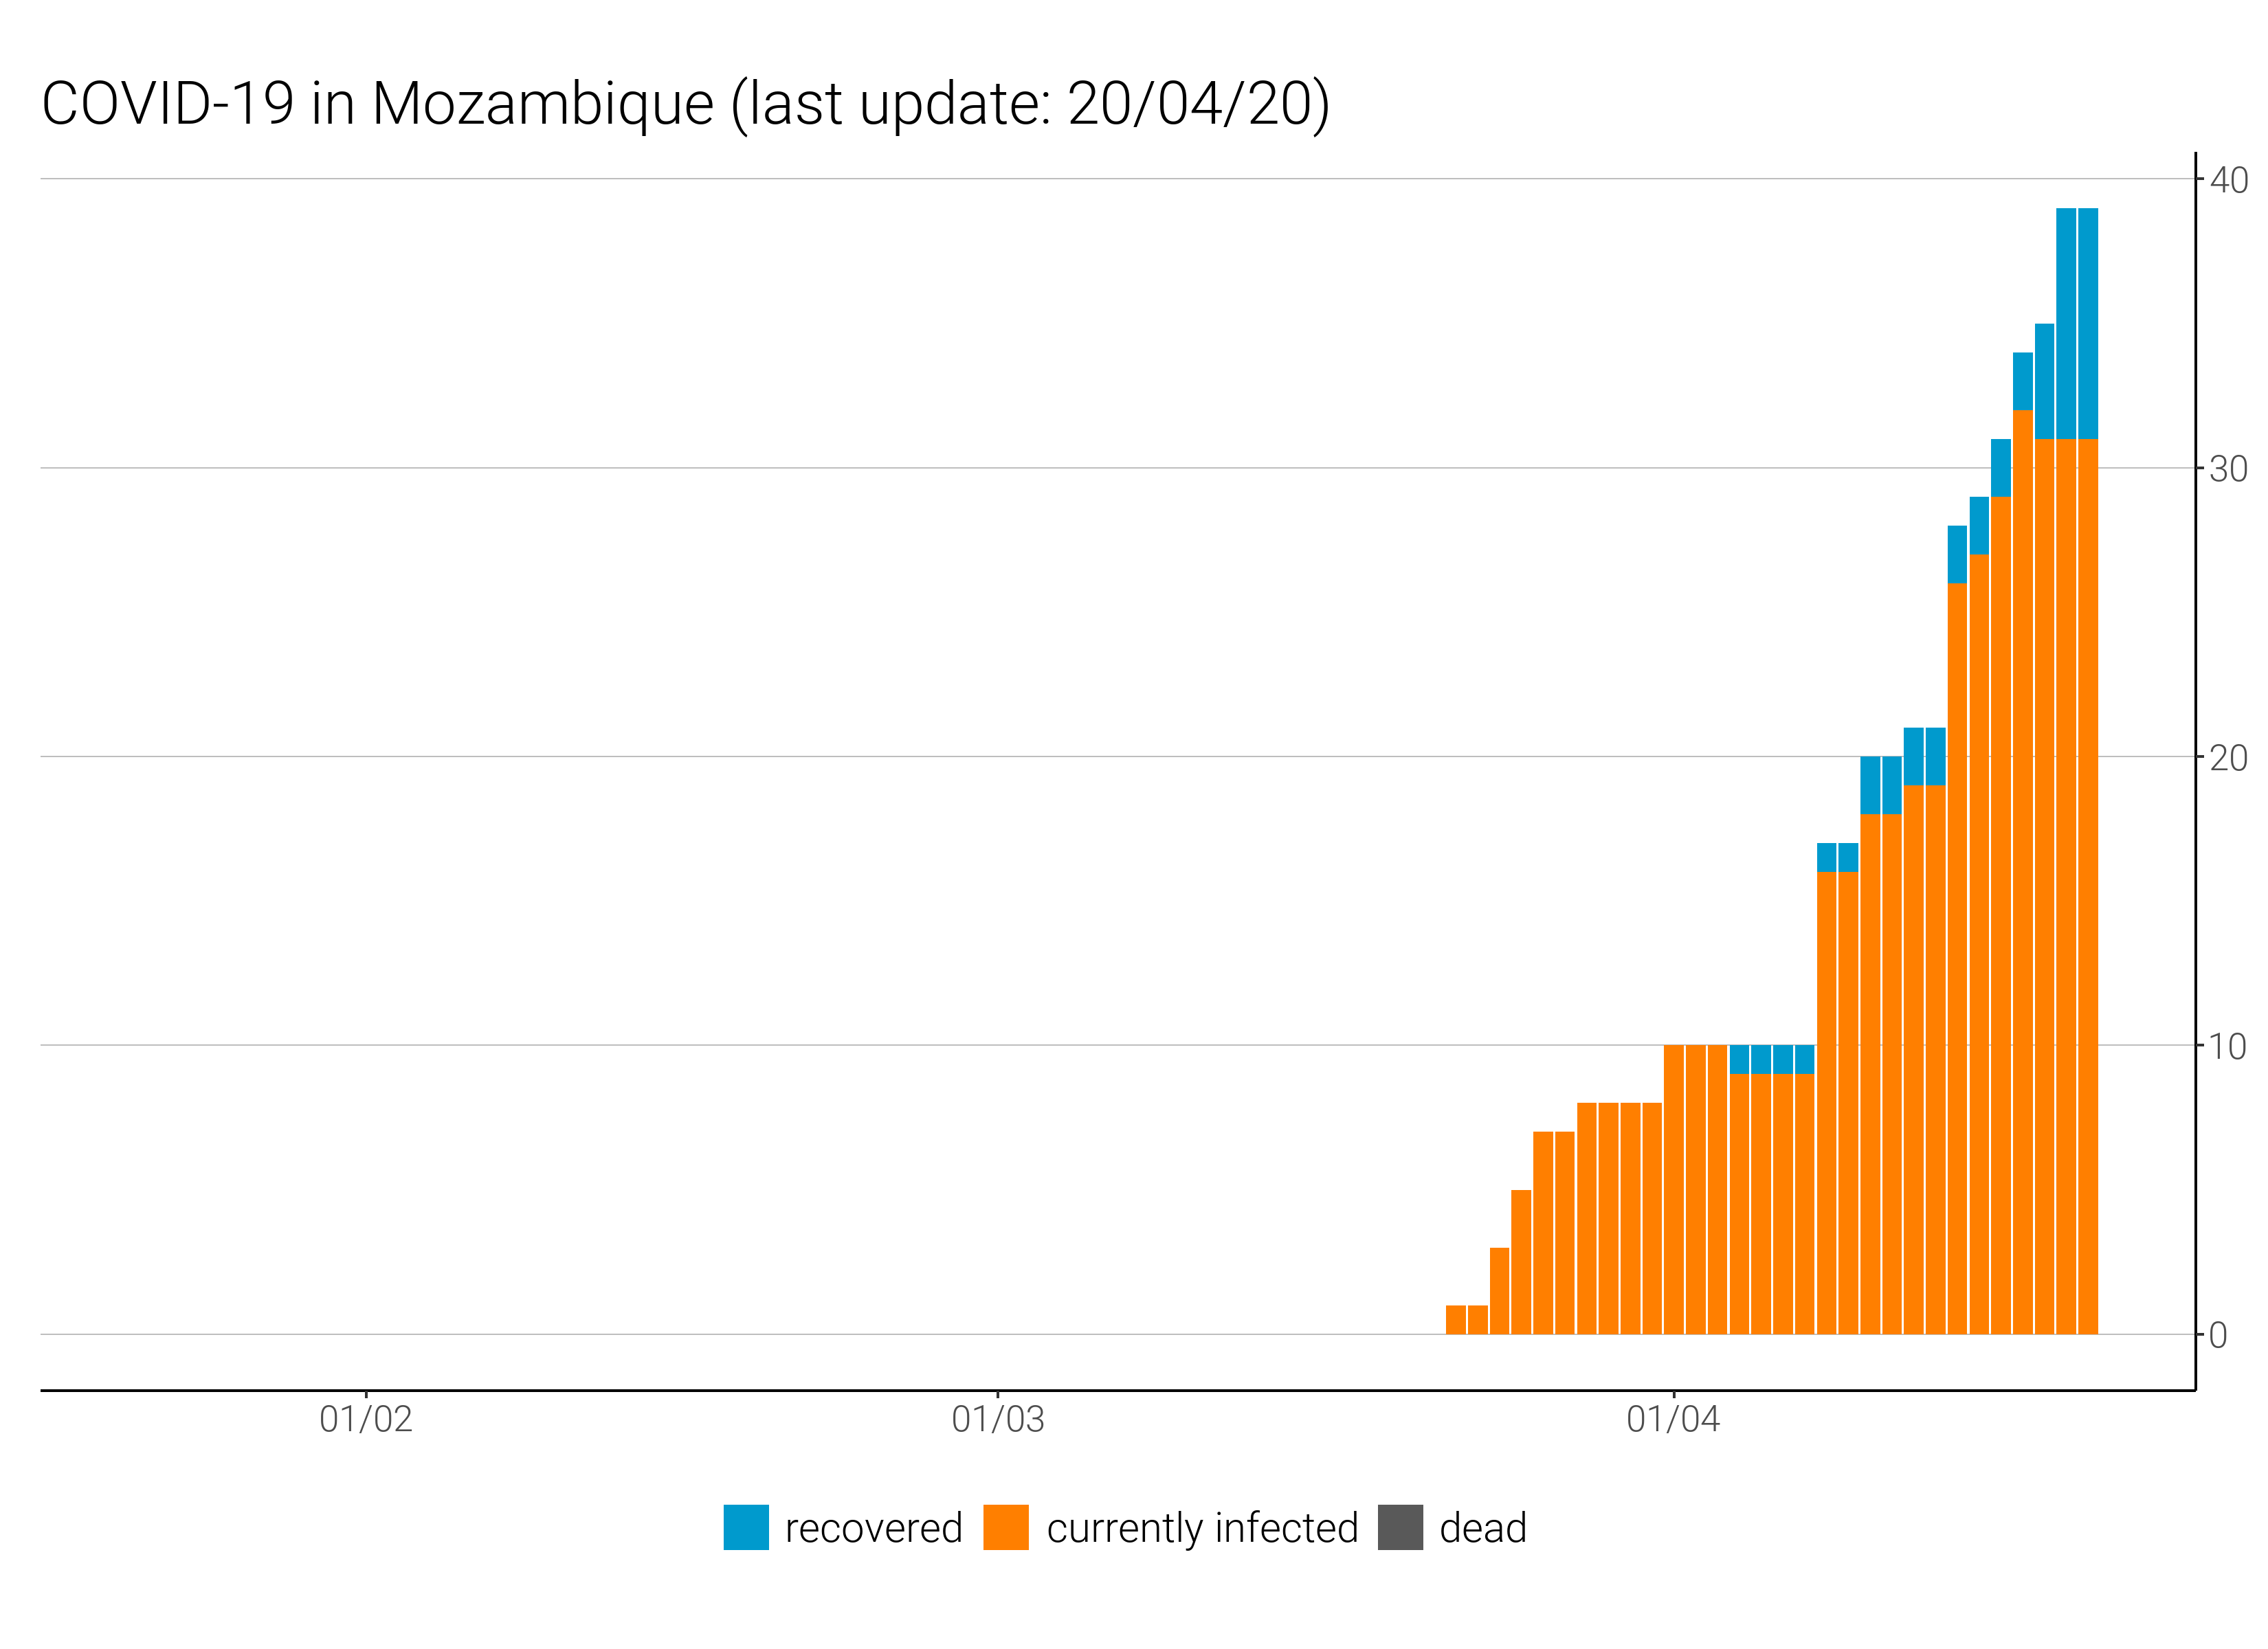 COVID-19 in Mozambique (last update: 20/04/20)
40
30
20
10
0
01/02 01/03 01/04
recovered currently infected dead